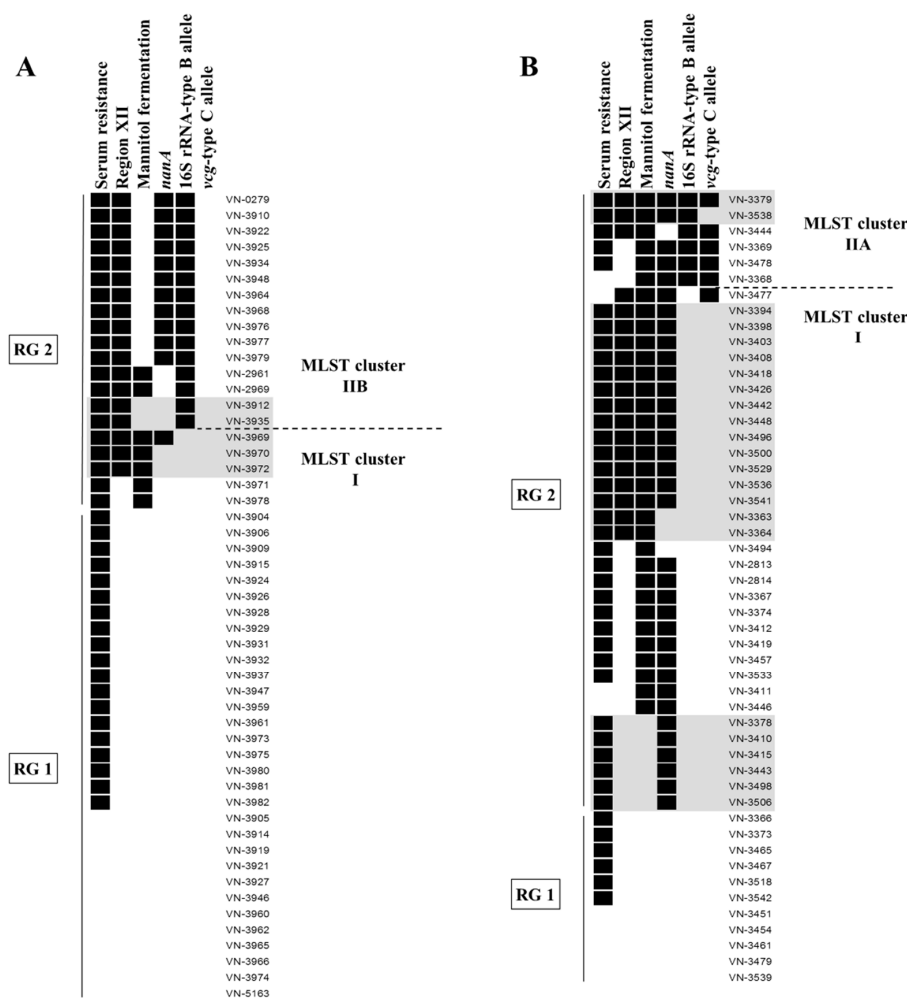 A
Serum resistance
Region XII
Mannitol fermentation
nanA
16S rRNA-type B allele
vcg-type C allele
VN-0279
VN-3910
VN-3922
VN-3925
VN-3934
VN-3948
VN-3964
VN-3968
VN-3976
VN-3977
VN-3979
VN-2961
VN-2969
VN-3912
VN-3935
VN-3969
VN-3970
VN-3972
VN-3971
VN-3978
VN-3904
VN-3906
VN-3909
VN-3915
VN-3924
VN-3926
VN-3928
VN-3929
VN-3931
VN-3932
VN-3937
VN-3947
VN-3959
VN-3961
VN-3973
VN-3975
VN-3980
VN-3981
VN-3982
VN-3905
VN-3914
VN-3919
VN-3921
VN-3927
VN-3946
VN-3960
VN-3962
VN-3965
VN-3966
VN-3974
VN-5163
RG 2
RG 1
MLST cluster
IIB
MLST cluster
I
B
Serum resistance
Region XII
Mannitol fermentation
nanA
16S rRNA-type B allele
vcg-type C allele
VN-3379
VN-3538
VN-3444
VN-3369
VN-3478
VN-3368
VN-3477
VN-3394
VN-3398
VN-3403
VN-3408
VN-3418
VN-3426
VN-3442
VN-3448
VN-3496
VN-3500
VN-3529
VN-3536
VN-3541
VN-3363
VN-3364
VN-3494
VN-2813
VN-2814
VN-3367
VN-3374
VN-3412
VN-3419
VN-3457
VN-3533
VN-3411
VN-3446
VN-3378
VN-3410
VN-3415
VN-3443
VN-3498
VN-3506
VN-3366
VN-3373
VN-3465
VN-3467
VN-3518
VN-3542
VN-3451
VN-3454
VN-3461
VN-3479
VN-3539
RG 2
RG 1
MLST cluster
IIA
MLST cluster
I